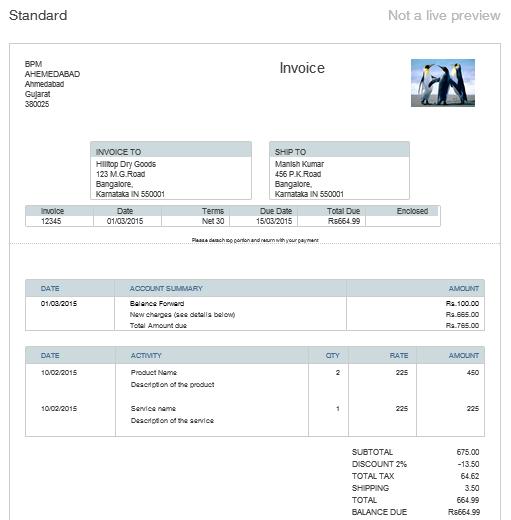 Standard
Not a live preview
BPM
AHEMEDABAD
Ahmedabad
Gujarat
380025
Invoice
INVOICE TO
Hilltop Dry Goods
123 M.G.Road
Bangalore,
Karnataka IN 550001
SHIP TO
Manish Kumar
456 P.K.Road
Bangalore,
Karnataka IN 550001
Invoice Date Terms Due Date Total Due Enclosed
12345 01/03/2015 Net 30 15/03/2015 Rs664.99
Please detach top portion and return with your payment
DATE ACCOUNT SUMMARY AMOUNT
01/03/2015 Balance Forward Rs.100.00
New charges (see details below) Rs.665.00
Total Amount due Rs.765.00
DATE ACTIVITY QTY RATE AMOUNT
10/02/2015 Product Name 2 225 450
Description of the product
10/02/2015 Service name 1 225 225
Description of the service
SUBTOTAL 675.00
DISCOUNT 2% -13.50
TOTAL TAX 64.62
SHIPPING 3.50
TOTAL 664.99
BALANCE DUE Rs664.99